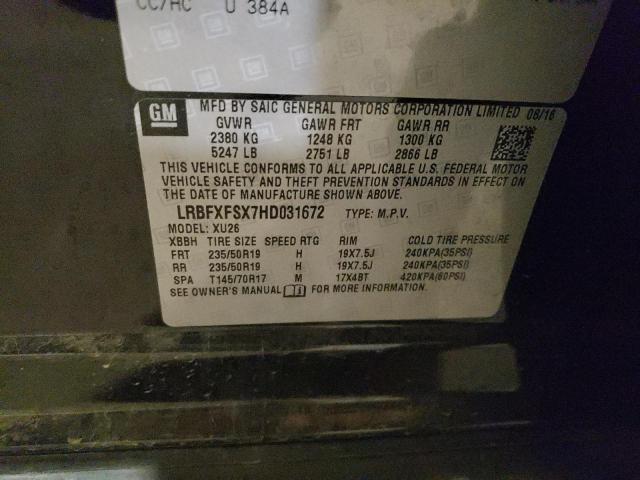 CC/HC U 384A
GM
MFD BY SAIC GENERAL MOTORS CORPORATION LIMITED 08/16
GVWR GAWR FRT GAWR RR
2380 KG 1248 KG 1300 KG
5247 LB 2751 LB 2866 LB
THIS VEHICLE CONFORMS TO ALL APPLICABLE U.S. FEDERAL MOTOR
VEHICLE SAFETY AND THEFT PREVENTION STANDARDS IN EFFECT ON
THE DATE OF MANUFACTURE SHOWN ABOVE.
LRBFXFSX7HD031672 TYPE: M.P.V.
MODEL: XU26
XBBH TIRE SIZE SPEED RTG RIM COLD TIRE PRESSURE
FRT 235/50R19 H 19X7.5J 240KPA(35PSI)
RR 235/50R19 H 19X7.5J 240KPA(35PSI)
SPA T145/70R17 M 17X4BT 420KPA(60PSI)
SEE OWNER'S MANUAL FOR MORE INFORMATION.